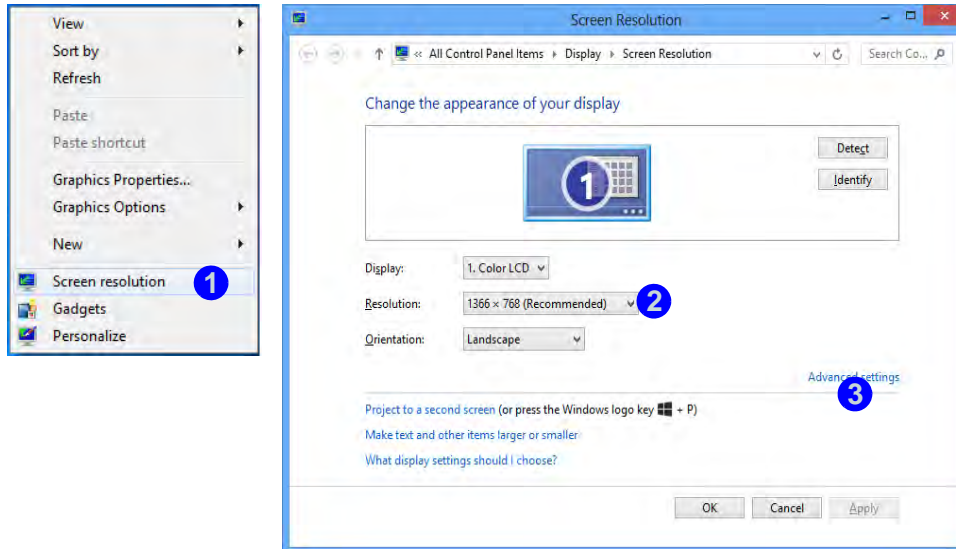 View
Sort by
Refresh
Paste
Paste shortcut
Graphics Properties...
Graphics Options
New
Screen resolution 1
Gadgets
Personalize
Screen Resolution
« All Control Panel Items Display Screen Resolution Search Co...
Change the appearance of your display
1
Detect
Identify
Display: 1. Color LCD
Resolution: 1366 × 768 (Recommended) 2
Orientation: Landscape
Advanced settings
3
Project to a second screen (or press the Windows logo key + P)
Make text and other items larger or smaller
What display settings should I choose?
OK Cancel Apply